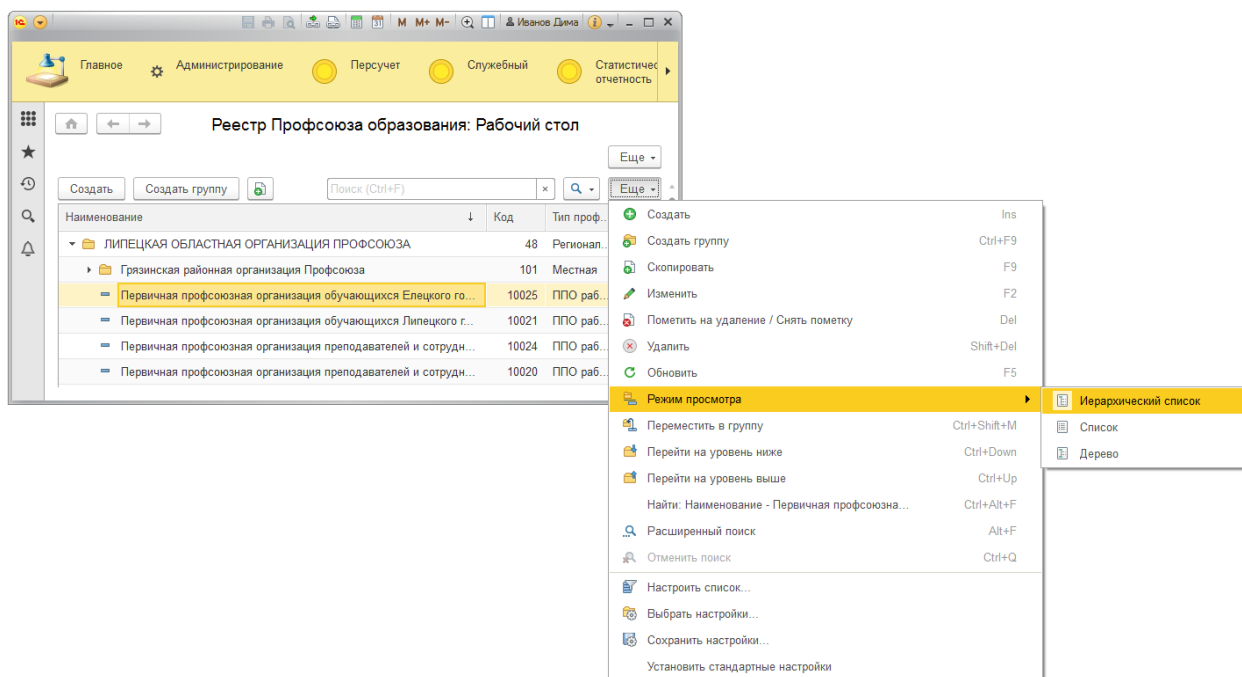 M M+ M- Иванов Дима
Главное Администрирование Персучет Служебный Статистичес
отчетность
Реестр Профсоюза образования: Рабочий стол
Еще
Создать Создать группу Поиск (Ctrl+F) × Еще
Наименование ↓ Код Тип проф...
ЛИПЕЦКАЯ ОБЛАСТНАЯ ОРГАНИЗАЦИЯ ПРОФСОЮЗА 48 Регионал...
Грязинская районная организация Профсоюза 101 Местная
Первичная профсоюзная организация обучающихся Елецкого го... 10025 ППО раб...
Первичная профсоюзная организация обучающихся Липецкого г... 10021 ППО раб...
Первичная профсоюзная организация преподавателей и сотрудн... 10024 ППО раб...
Первичная профсоюзная организация преподавателей и сотрудн... 10020 ППО раб...
Создать Ins
Создать группу Ctrl+F9
Скопировать F9
Изменить F2
Пометить на удаление / Снять пометку Del
Удалить Shift+Del
Обновить F5
Режим просмотра
Иерархический список
Список
Дерево
Переместить в группу Ctrl+Shift+M
Перейти на уровень ниже Ctrl+Down
Перейти на уровень выше Ctrl+Up
Найти: Наименование - Первичная профсоюзна... Ctrl+Alt+F
Расширенный поиск Alt+F
Отменить поиск Ctrl+Q
Настроить список...
Выбрать настройки...
Сохранить настройки...
Установить стандартные настройки